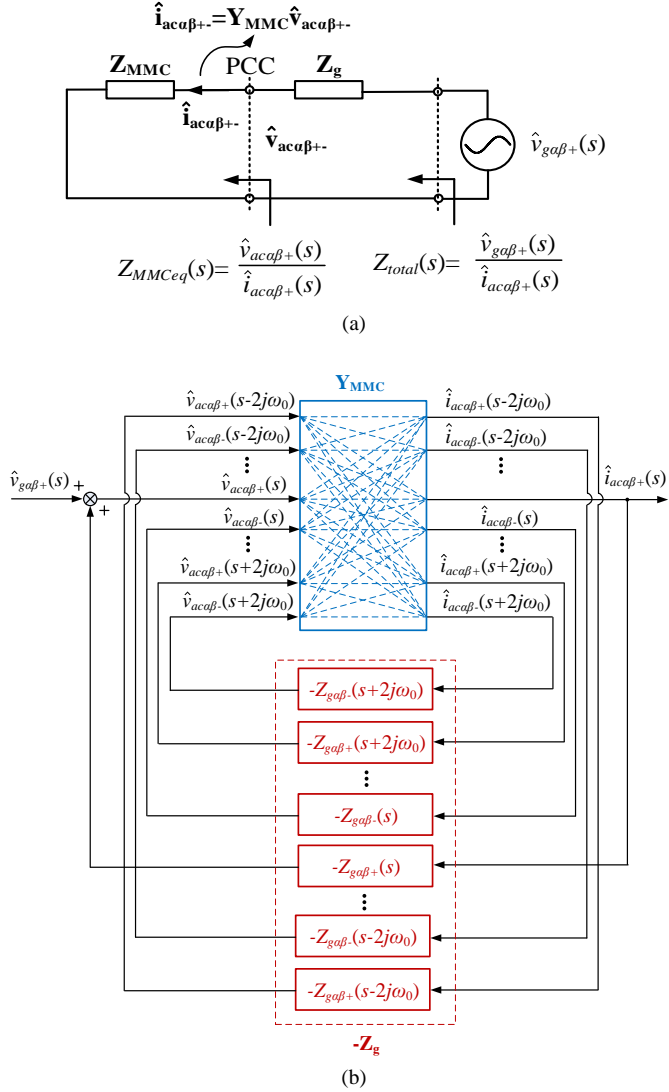 î_acαβ+-=Y_MMC v̂_acαβ+-
Z_MMC
PCC
Z_g
î_acαβ+-
v̂_acαβ+-
v̂_gαβ+(s)
Z_MMCeq(s)= v̂_acαβ+(s) / î_acαβ+(s)
Z_total(s)= v̂_gαβ+(s) / î_acαβ+(s)
(a)
Y_MMC
v̂_acαβ+(s-2jω₀)
î_acαβ+(s-2jω₀)
v̂_acαβ-(s-2jω₀)
î_acαβ-(s-2jω₀)
v̂_gαβ+(s)
+
+
v̂_acαβ+(s)
î_acαβ+(s)
v̂_acαβ-(s)
î_acαβ-(s)
v̂_acαβ+(s+2jω₀)
î_acαβ+(s+2jω₀)
v̂_acαβ-(s+2jω₀)
î_acαβ-(s+2jω₀)
-Z_gαβ-(s+2jω₀)
-Z_gαβ+(s+2jω₀)
-Z_gαβ-(s)
-Z_gαβ+(s)
-Z_gαβ-(s-2jω₀)
-Z_gαβ+(s-2jω₀)
-Z_g
(b)